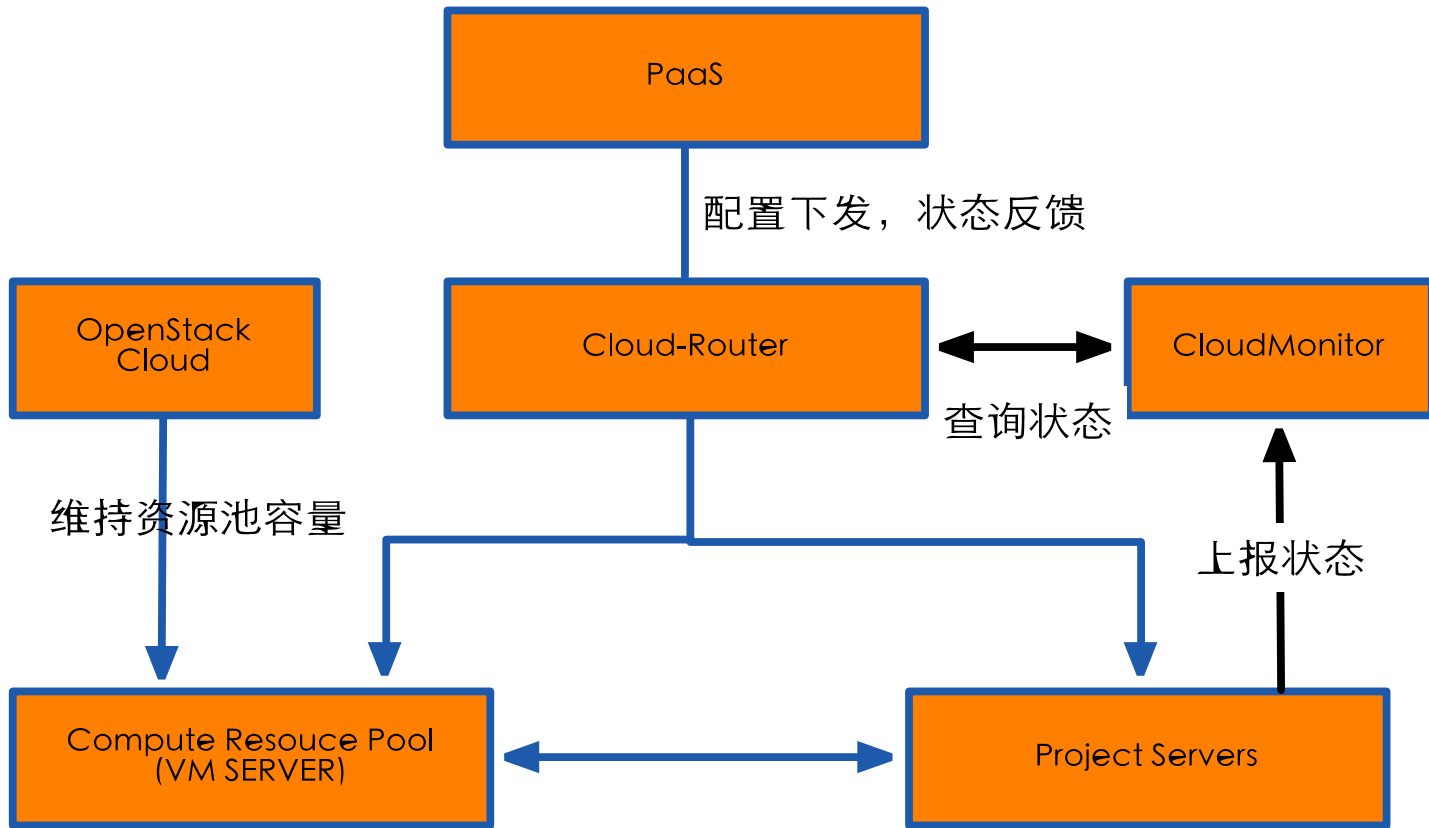 PaaS
配置下发，状态反馈
OpenStack
Cloud
Cloud-Router
CloudMonitor
查询状态
维持资源池容量
上报状态
Compute Resouce Pool
(VM SERVER)
Project Servers